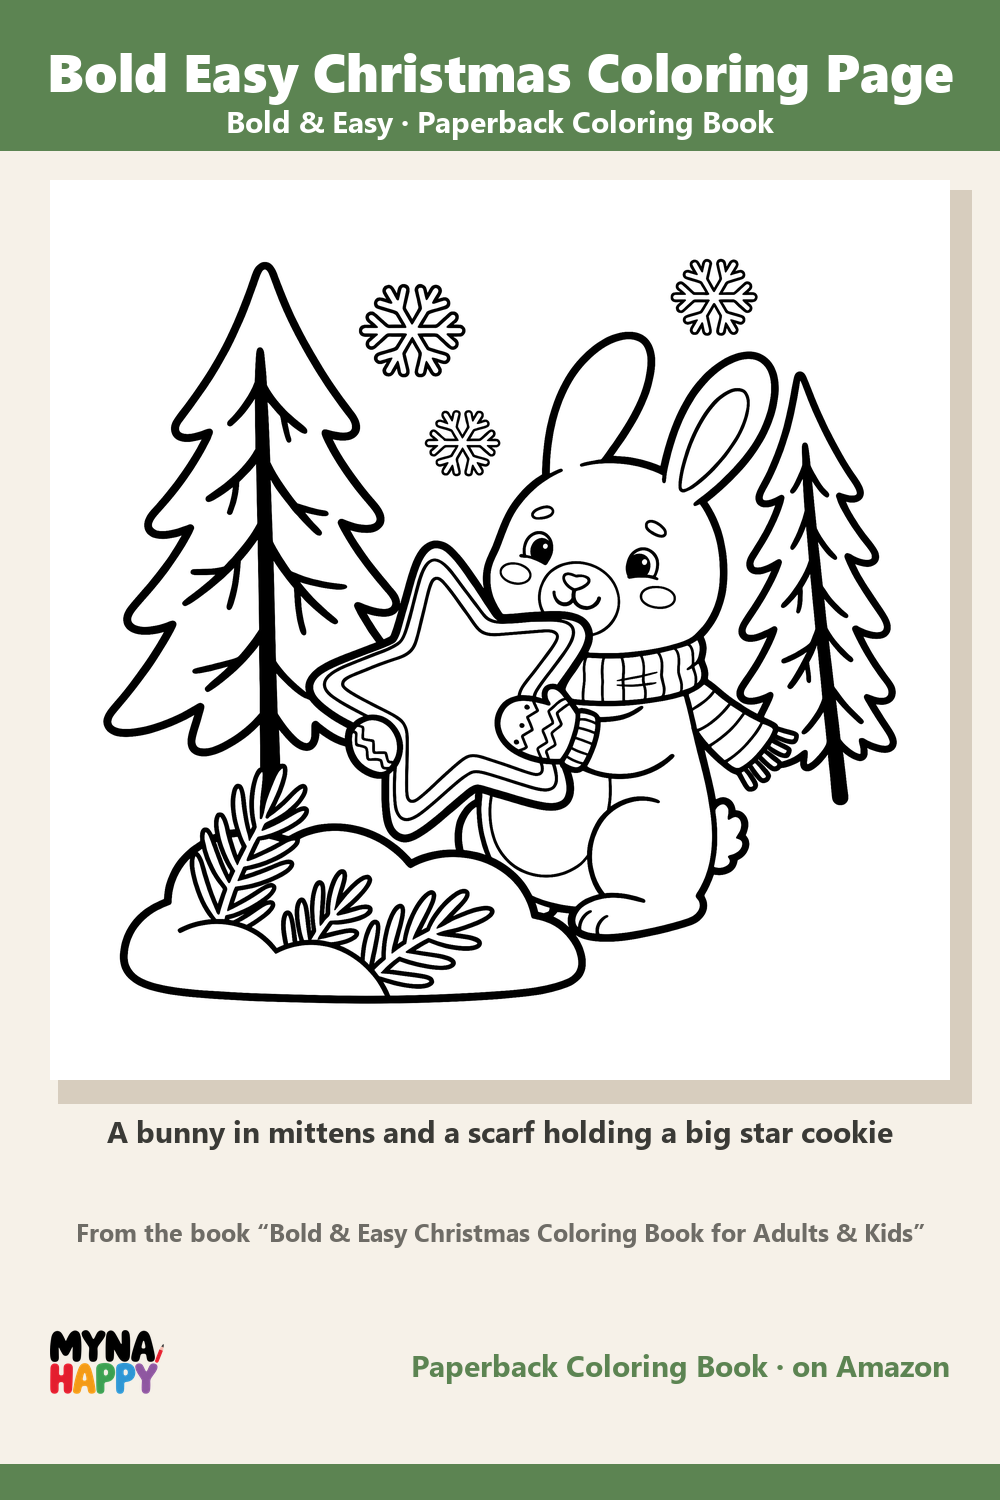 Bold Easy Christmas Coloring Page
Bold & Easy · Paperback Coloring Book
A bunny in mittens and a scarf holding a big star cookie
From the book “Bold & Easy Christmas Coloring Book for Adults & Kids”
MYNA
HAPPY
Paperback Coloring Book · on Amazon